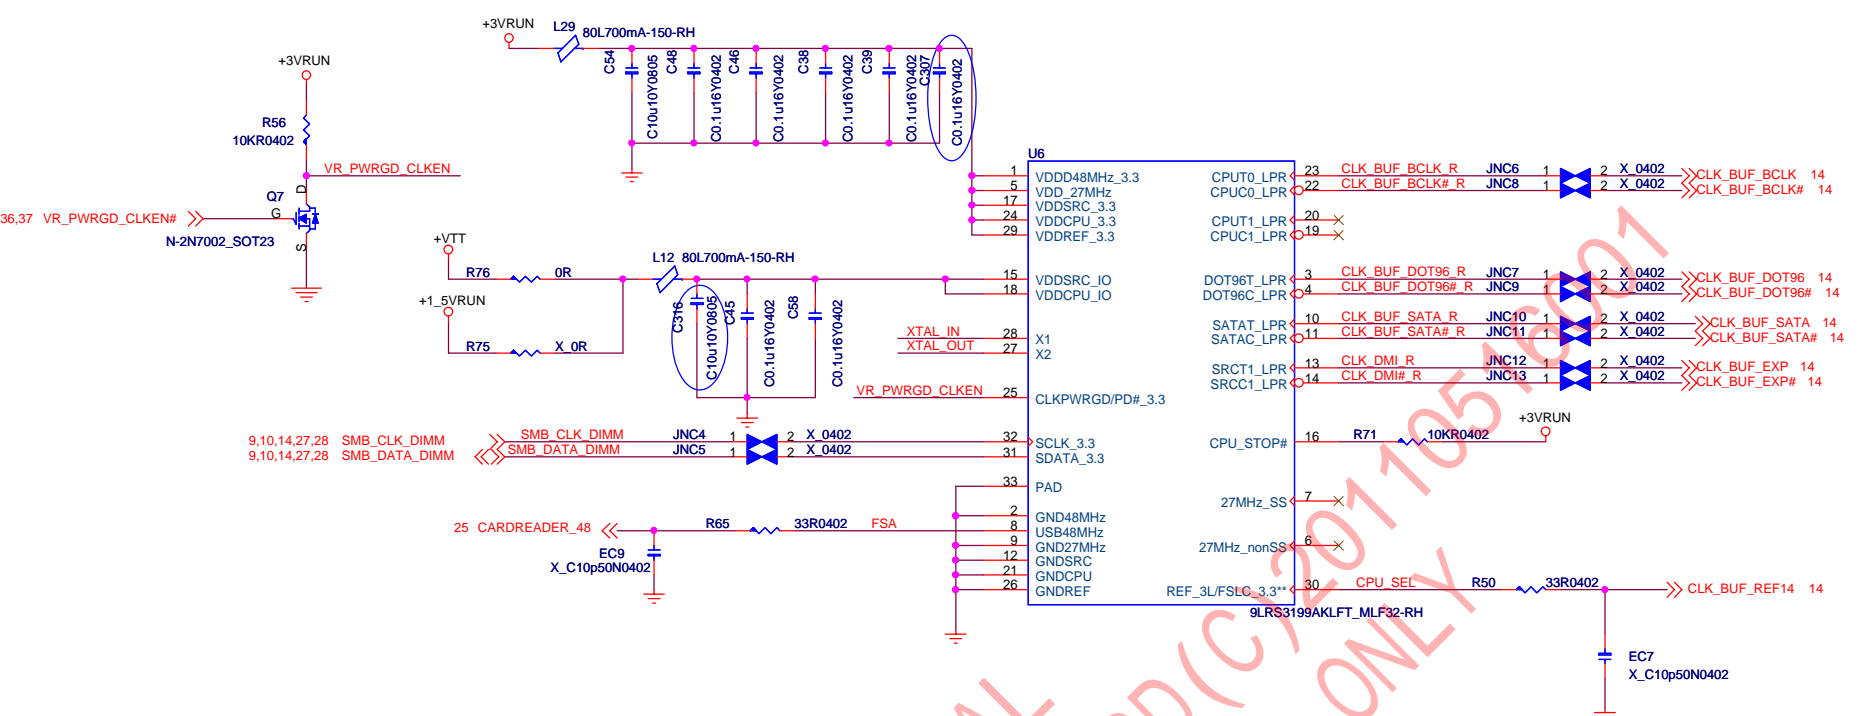 +3VRUN
L29 80L700mA-150-RH
C54 C10u10Y0805
C48 C0.1u16Y0402
C46 C0.1u16Y0402
C38 C0.1u16Y0402
C39 C0.1u16Y0402
C307 C0.1u16Y0402
+3VRUN
R56
10KR0402
VR_PWRGD_CLKEN
Q7
D
G
S
36,37 VR_PWRGD_CLKEN#
N-2N7002_SOT23
+VTT
R76 0R
L12 80L700mA-150-RH
+1_5VRUN
R75 X_0R
C316 C10u10Y0805
C45 C0.1u16Y0402
C58 C0.1u16Y0402
XTAL_IN
XTAL_OUT
VR_PWRGD_CLKEN
9,10,14,27,28 SMB_CLK_DIMM SMB_CLK_DIMM JNC4 1 2 X_0402
9,10,14,27,28 SMB_DATA_DIMM SMB_DATA_DIMM JNC5 1 2 X_0402
25 CARDREADER_48 R65 33R0402 FSA
EC9
X_C10p50N0402
U6
1 VDDD48MHz_3.3
5 VDD_27MHz
17 VDDSRC_3.3
24 VDDCPU_3.3
29 VDDREF_3.3
15 VDDSRC_IO
18 VDDCPU_IO
28 X1
27 X2
25 CLKPWRGD/PD#_3.3
32 SCLK_3.3
31 SDATA_3.3
33 PAD
2 GND48MHz
8 USB48MHz
9 GND27MHz
12 GNDSRC
21 GNDCPU
26 GNDREF
CPUT0_LPR 23 CLK_BUF_BCLK_R JNC6 1 2 X_0402 CLK_BUF_BCLK 14
CPUC0_LPR 22 CLK_BUF_BCLK#_R JNC8 1 2 X_0402 CLK_BUF_BCLK# 14
CPUT1_LPR 20
CPUC1_LPR 19
DOT96T_LPR 3 CLK_BUF_DOT96_R JNC7 1 2 X_0402 CLK_BUF_DOT96 14
DOT96C_LPR 4 CLK_BUF_DOT96#_R JNC9 1 2 X_0402 CLK_BUF_DOT96# 14
SATAT_LPR 10 CLK_BUF_SATA_R JNC10 1 2 X_0402 CLK_BUF_SATA 14
SATAC_LPR 11 CLK_BUF_SATA#_R JNC11 1 2 X_0402 CLK_BUF_SATA# 14
SRCT1_LPR 13 CLK_DMI_R JNC12 1 2 X_0402 CLK_BUF_EXP 14
SRCC1_LPR 14 CLK_DMI#_R JNC13 1 2 X_0402 CLK_BUF_EXP# 14
+3VRUN
CPU_STOP# 16 R71 10KR0402
27MHz_SS 7
27MHz_nonSS 6
REF_3L/FSLC_3.3** 30 CPU_SEL R50 33R0402 CLK_BUF_REF14 14
9LRS3199AKLFT_MLF32-RH
EC7
X_C10p50N0402
D(C)20110516001
ONLY